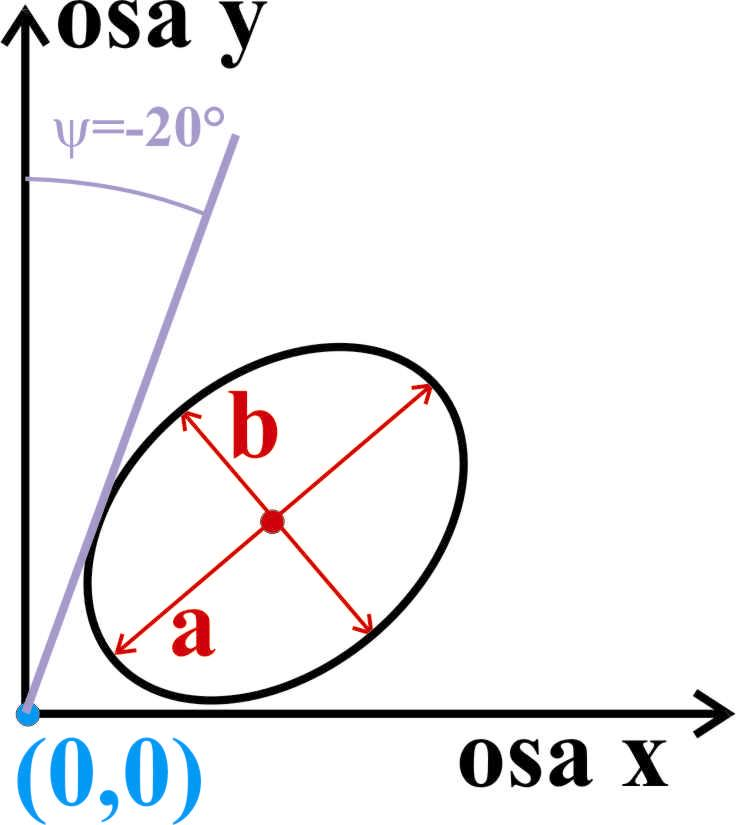 osa y
ψ=-20°
b
a
osa x
(0,0)